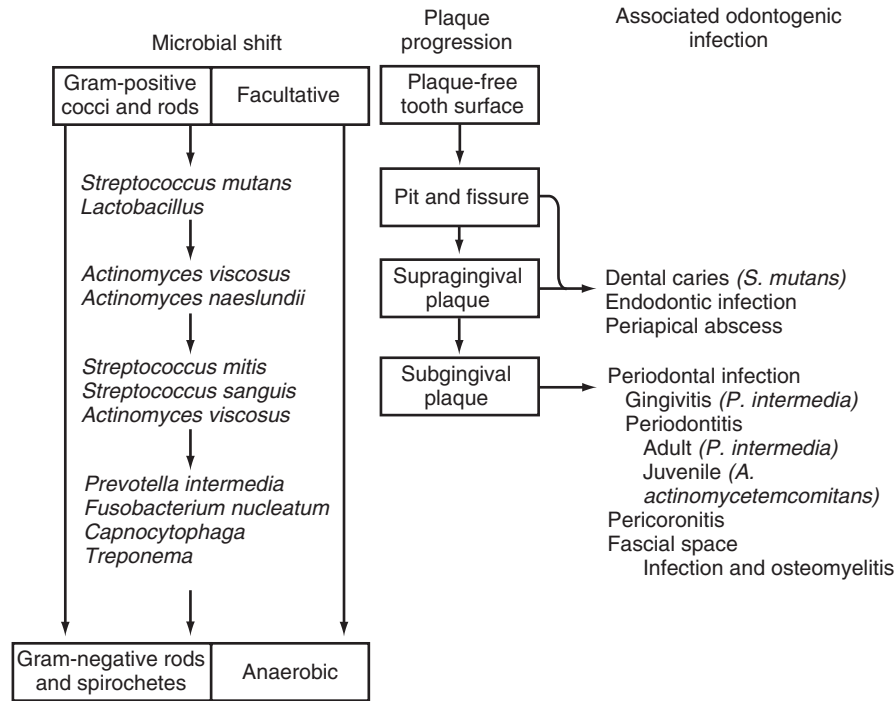 Microbial shift
Plaque
progression
Associated odontogenic
infection
Gram-positive
cocci and rods
Facultative
Streptococcus mutans
Lactobacillus
Actinomyces viscosus
Actinomyces naeslundii
Streptococcus mitis
Streptococcus sanguis
Actinomyces viscosus
Prevotella intermedia
Fusobacterium nucleatum
Capnocytophaga
Treponema
Gram-negative rods
and spirochetes
Anaerobic
Plaque-free
tooth surface
Pit and fissure
Supragingival
plaque
Subgingival
plaque
Dental caries (S. mutans)
Endodontic infection
Periapical abscess
Periodontal infection
Gingivitis (P. intermedia)
Periodontitis
Adult (P. intermedia)
Juvenile (A.
actinomycetemcomitans)
Pericoronitis
Fascial space
Infection and osteomyelitis